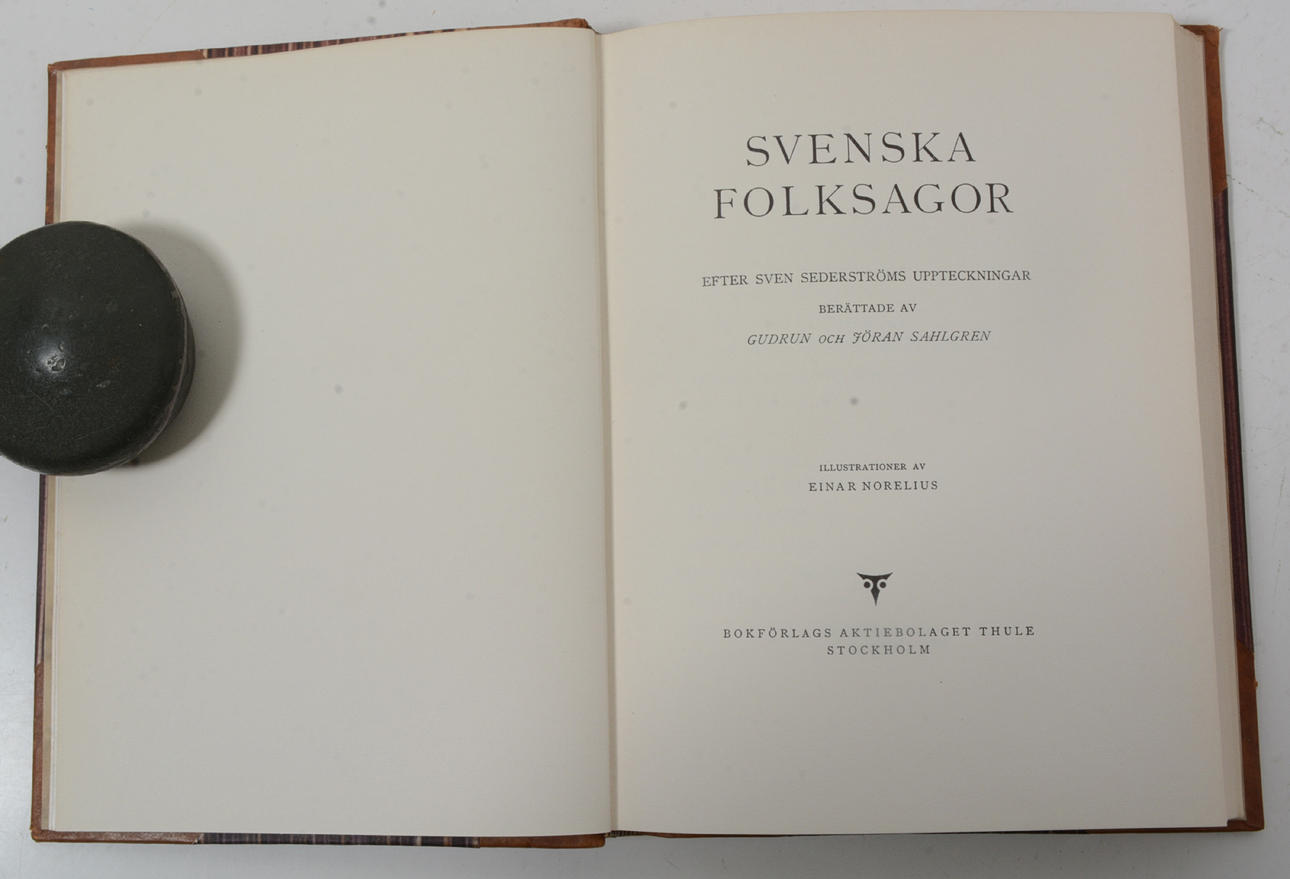 SVENSKA
FOLKSAGOR
EFTER SVEN SEDERSTRÖMS UPPTECKNINGAR
BERÄTTADE AV
GUDRUN OCH JÖRAN SAHLGREN
ILLUSTRATIONER AV
EINAR NORELIUS
BOKFÖRLAGS AKTIEBOLAGET THULE
STOCKHOLM